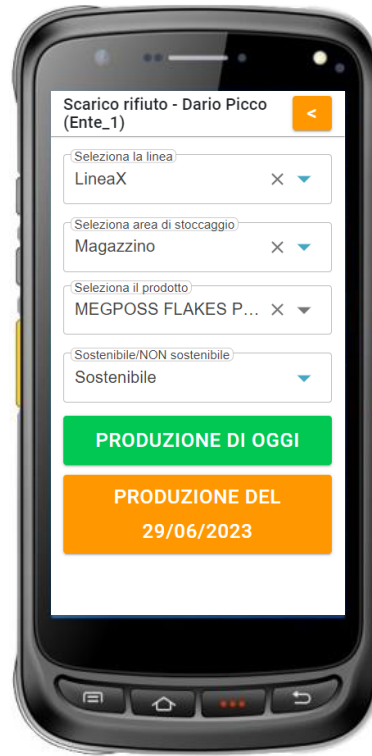 Scarico rifiuto - Dario Picco
(Ente_1)
<
Seleziona la linea
LineaX
Seleziona area di stoccaggio
Magazzino
Seleziona il prodotto
MEGPOSS FLAKES P...
Sostenibile/NON sostenibile
Sostenibile
PRODUZIONE DI OGGI
PRODUZIONE DEL
29/06/2023